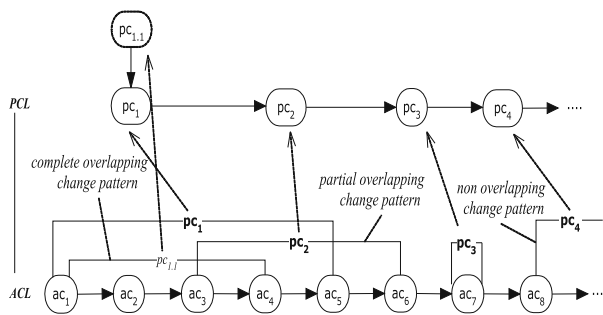 pc1.1
PCL
pc1
pc2
pc3
pc4
....
complete overlapping
change pattern
partial overlapping
change pattern
non overlapping
change pattern
pc1
pc2
pc3
pc4
pc1.1
ACL
ac1
ac2
ac3
ac4
ac5
ac6
ac7
ac8
...